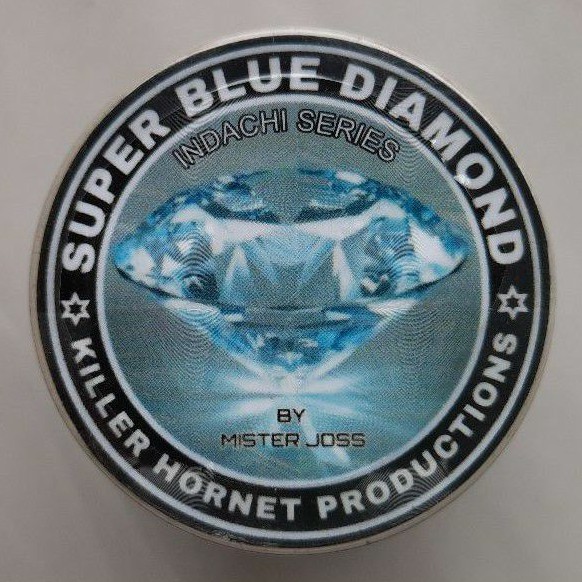 SUPER BLUE DIAMOND
INDACHI SERIES
BY
MISTER JOSS
KILLER HORNET PRODUCTIONS